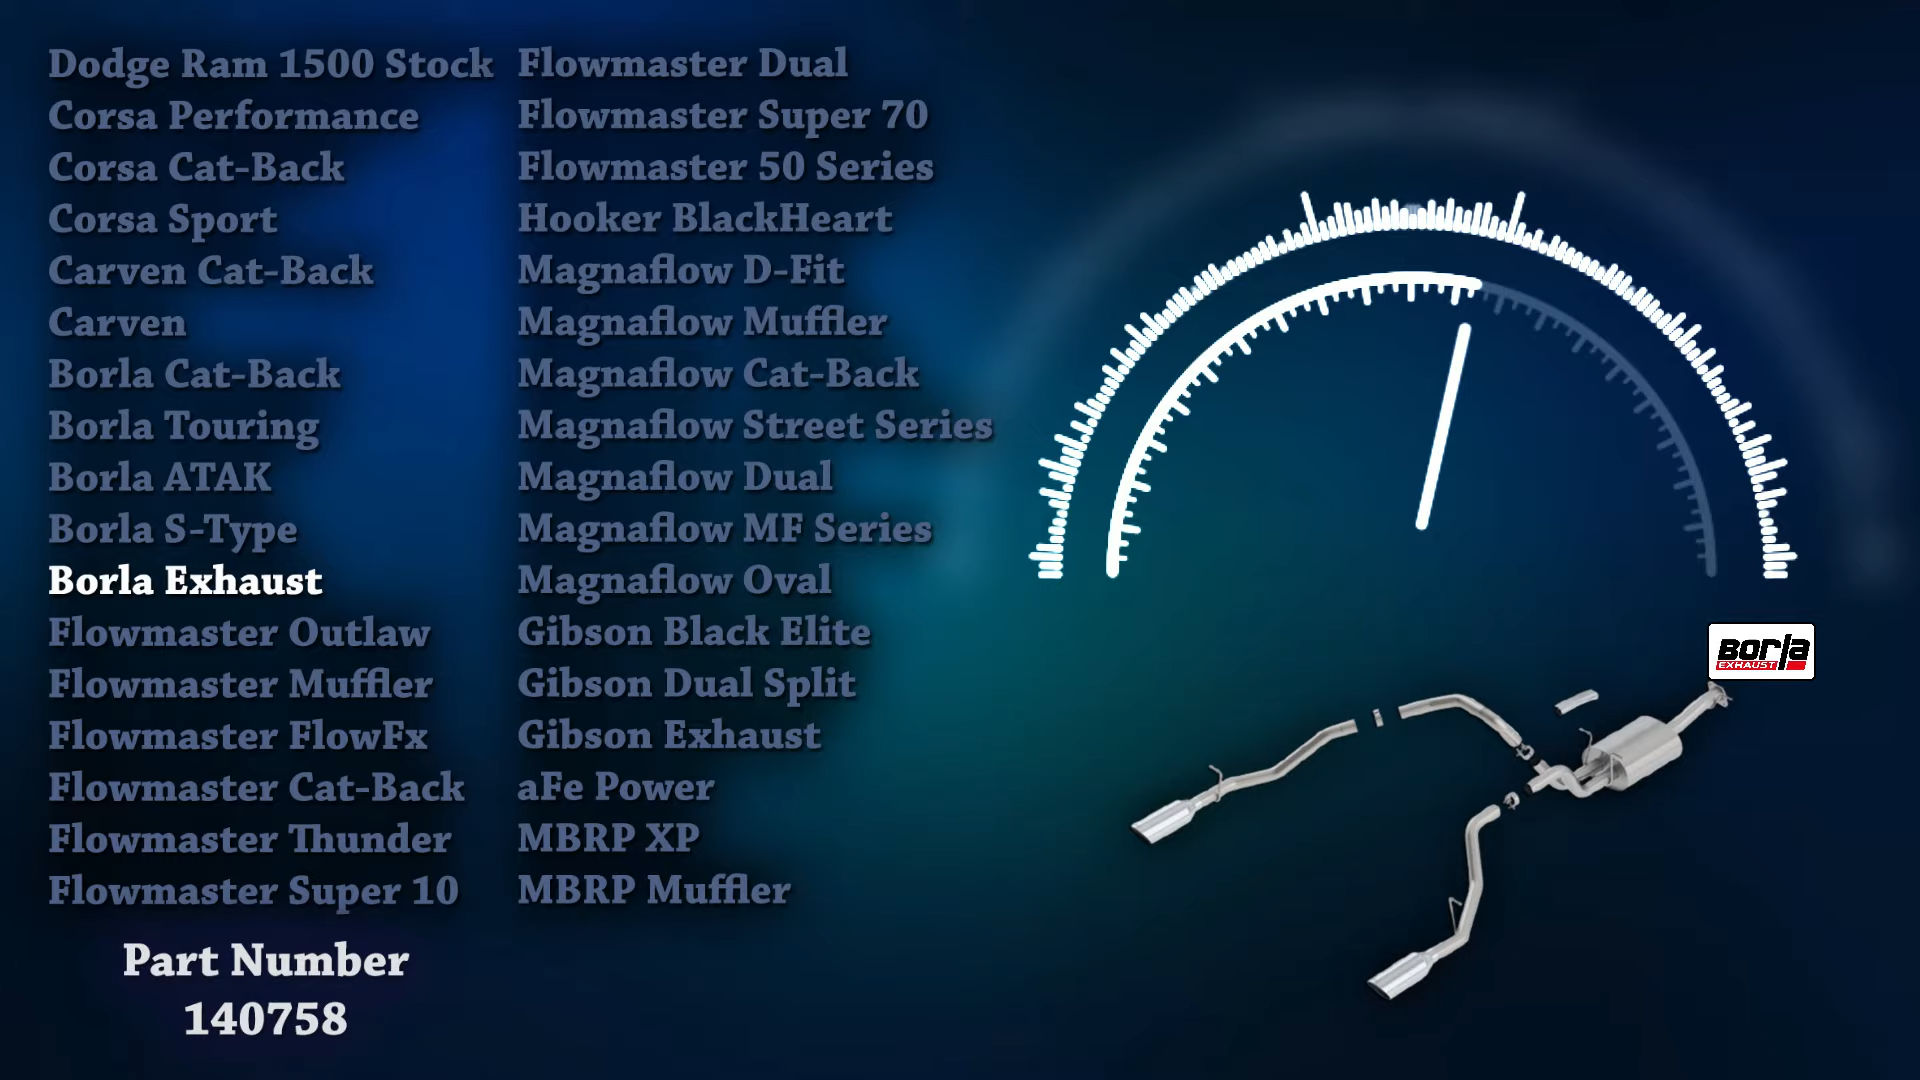 Dodge Ram 1500 Stock
Corsa Performance
Corsa Cat-Back
Corsa Sport
Carven Cat-Back
Carven
Borla Cat-Back
Borla Touring
Borla ATAK
Borla S-Type
Borla Exhaust
Flowmaster Outlaw
Flowmaster Muffler
Flowmaster FlowFx
Flowmaster Cat-Back
Flowmaster Thunder
Flowmaster Super 10
Flowmaster Dual
Flowmaster Super 70
Flowmaster 50 Series
Hooker BlackHeart
Magnaflow D-Fit
Magnaflow Muffler
Magnaflow Cat-Back
Magnaflow Street Series
Magnaflow Dual
Magnaflow MF Series
Magnaflow Oval
Gibson Black Elite
Gibson Dual Split
Gibson Exhaust
aFe Power
MBRP XP
MBRP Muffler
Part Number
140758
Borla
EXHAUST